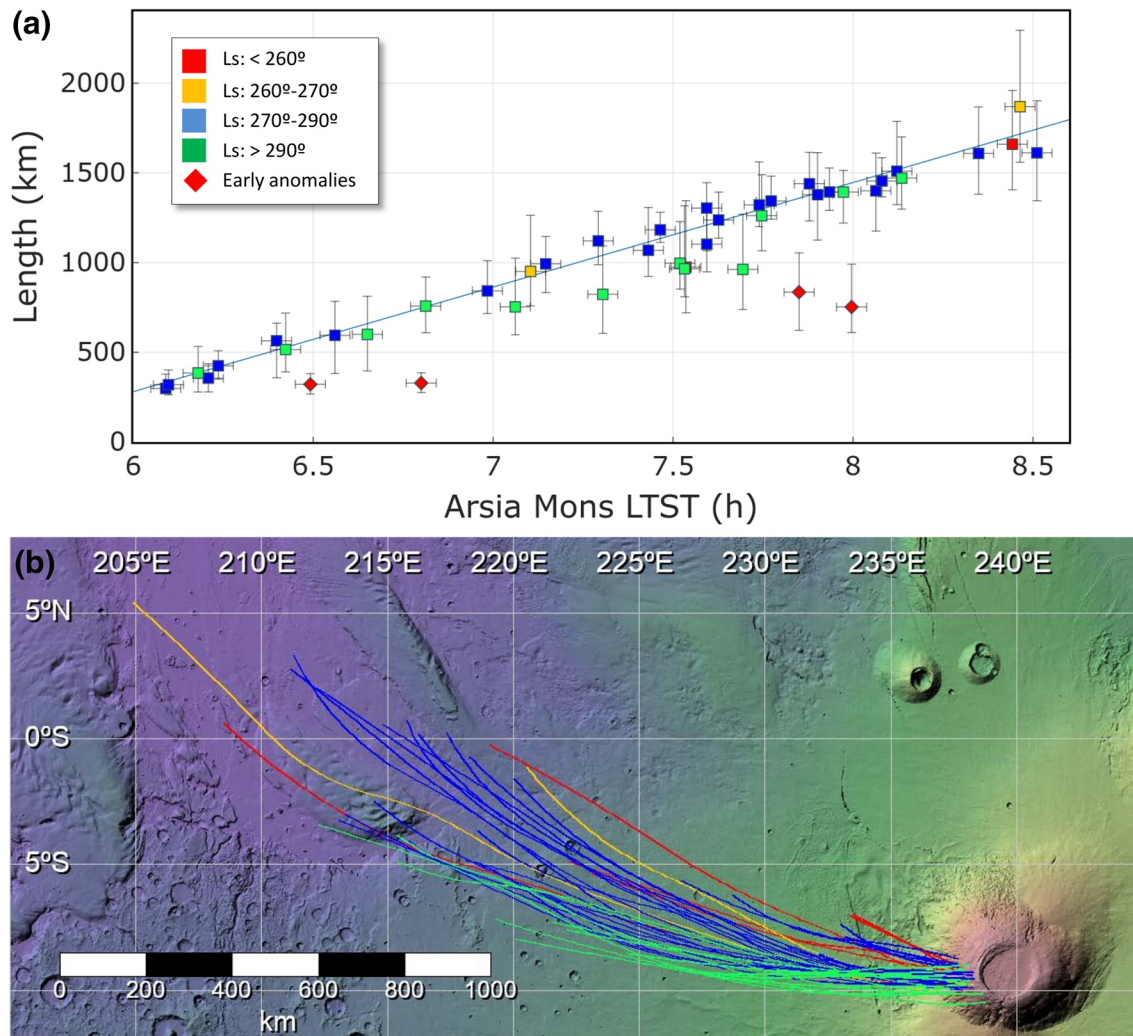 (a)
Ls: < 260º
Ls: 260º-270º
Ls: 270º-290º
Ls: > 290º
Early anomalies
Length (km)
2000
1500
1000
500
0
6 6.5 7 7.5 8 8.5
Arsia Mons LTST (h)
(b)
205ºE 210ºE 215ºE 220ºE 225ºE 230ºE 235ºE 240ºE
5ºN
0ºS
5ºS
0 200 400 600 800 1000
km